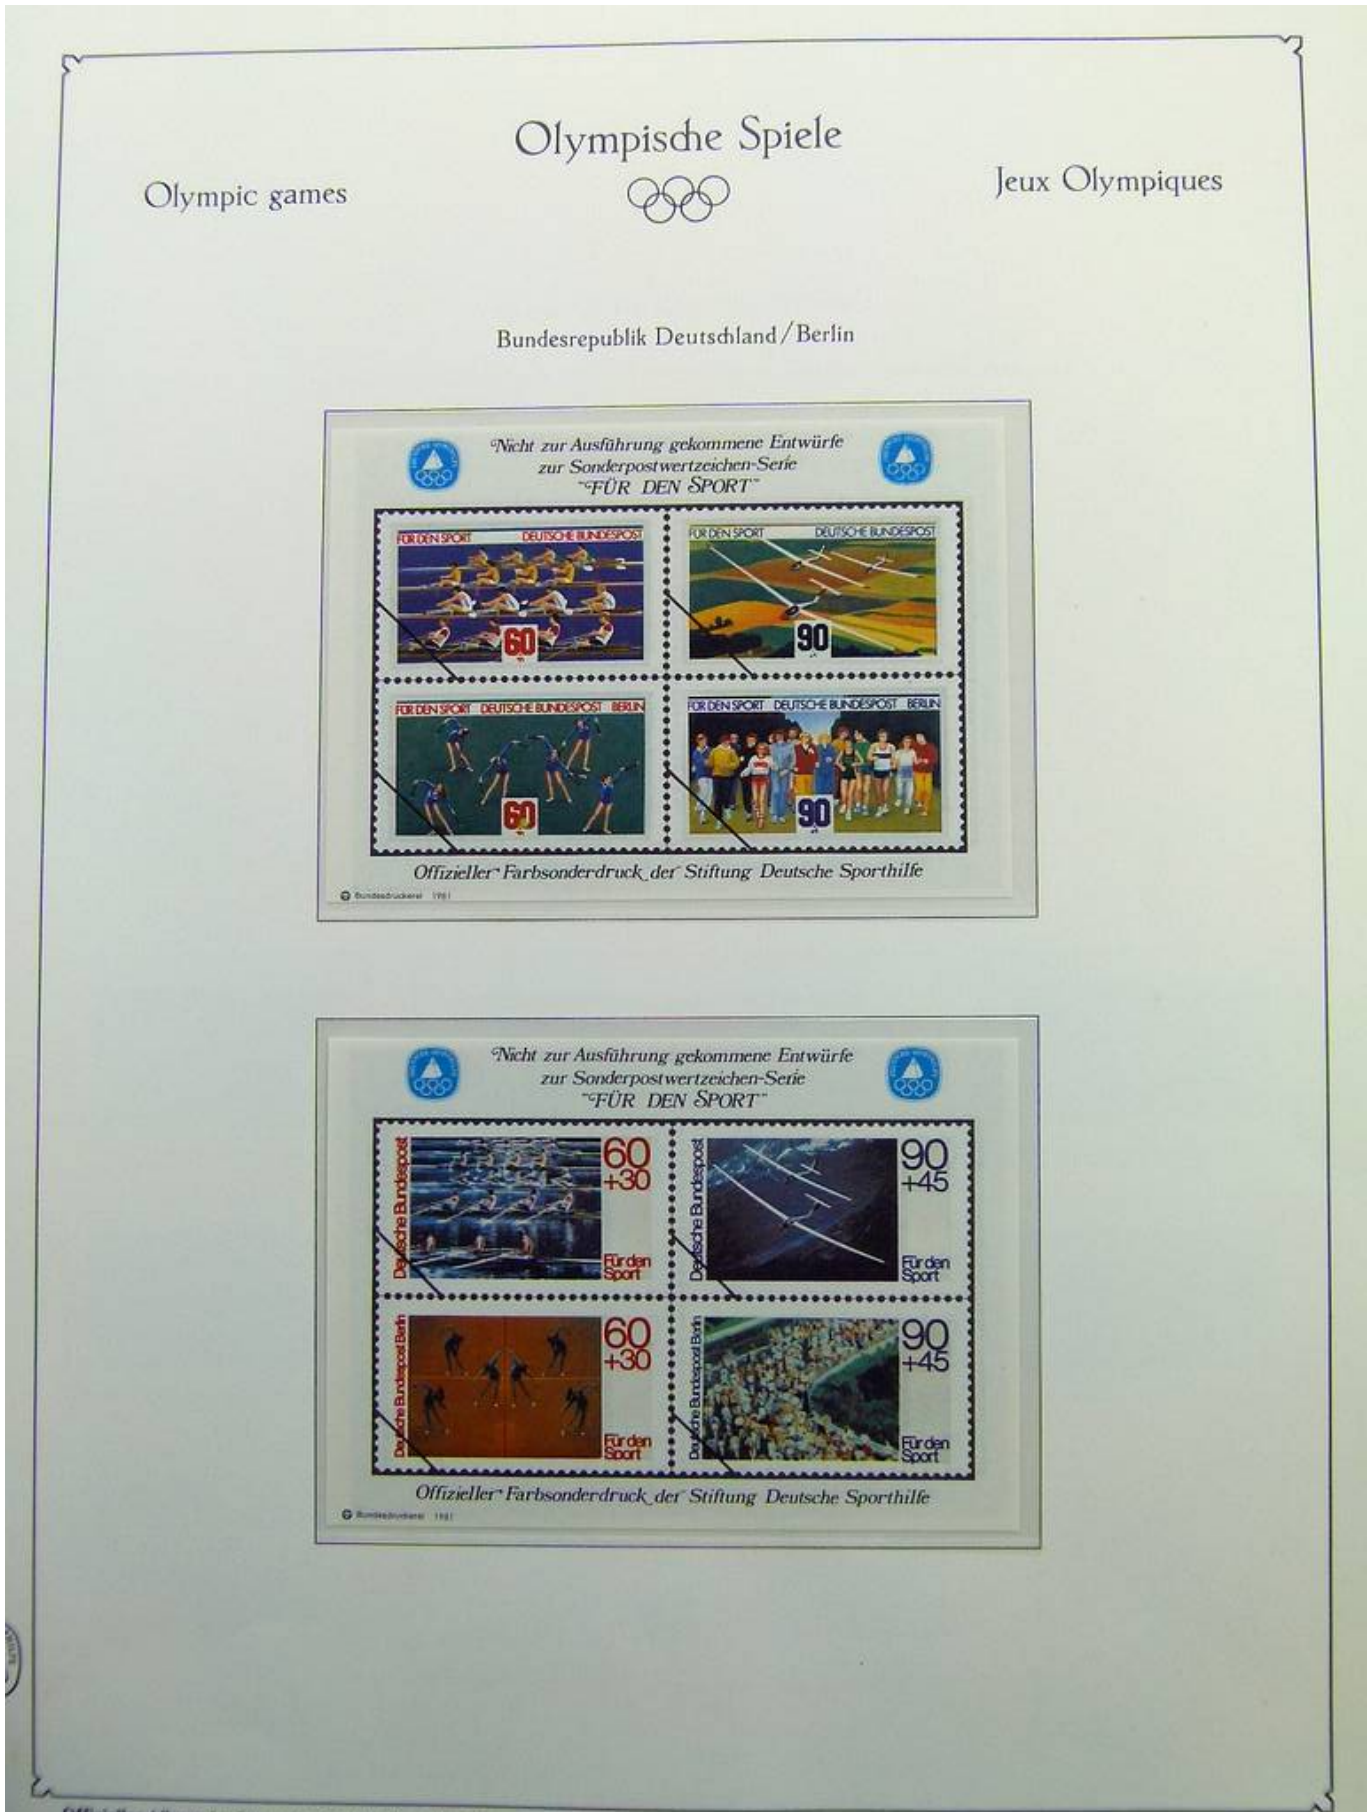 Olympische Spiele
Olympic games
Jeux Olympiques
Bundesrepublik Deutschland/Berlin
Nicht zur Ausführung gekommene Entwürfe
zur Sonderpostwertzeichen-Serie
"FÜR DEN SPORT"
FÜR DEN SPORT DEUTSCHE BUNDESPOST
60
FÜR DEN SPORT DEUTSCHE BUNDESPOST
90
FÜR DEN SPORT DEUTSCHE BUNDESPOST BERLIN
60
FÜR DEN SPORT DEUTSCHE BUNDESPOST BERLIN
90
Offizieller Farbsonderdruck der Stiftung Deutsche Sporthilfe
Bundesdruckerei 1981
Nicht zur Ausführung gekommene Entwürfe
zur Sonderpostwertzeichen-Serie
"FÜR DEN SPORT"
Deutsche Bundespost
60
+30
Für den
Sport
Deutsche Bundespost
90
+45
Für den
Sport
Deutsche Bundespost Berlin
60
+30
Für den
Sport
Deutsche Bundespost Berlin
90
+45
Für den
Sport
Offizieller Farbsonderdruck der Stiftung Deutsche Sporthilfe
Bundesdruckerei 1981